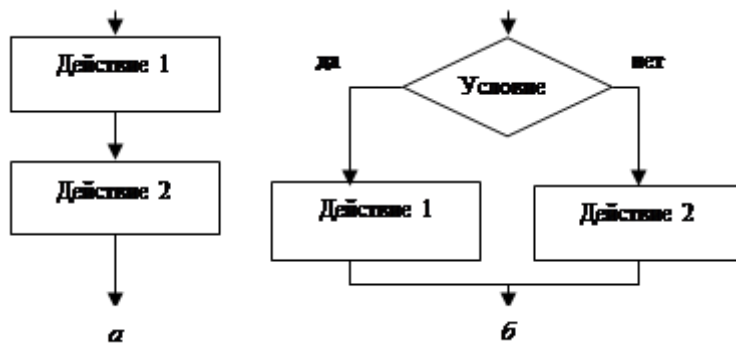 Действие 1
Действие 2
а
да
нет
Условие
Действие 1
Действие 2
б